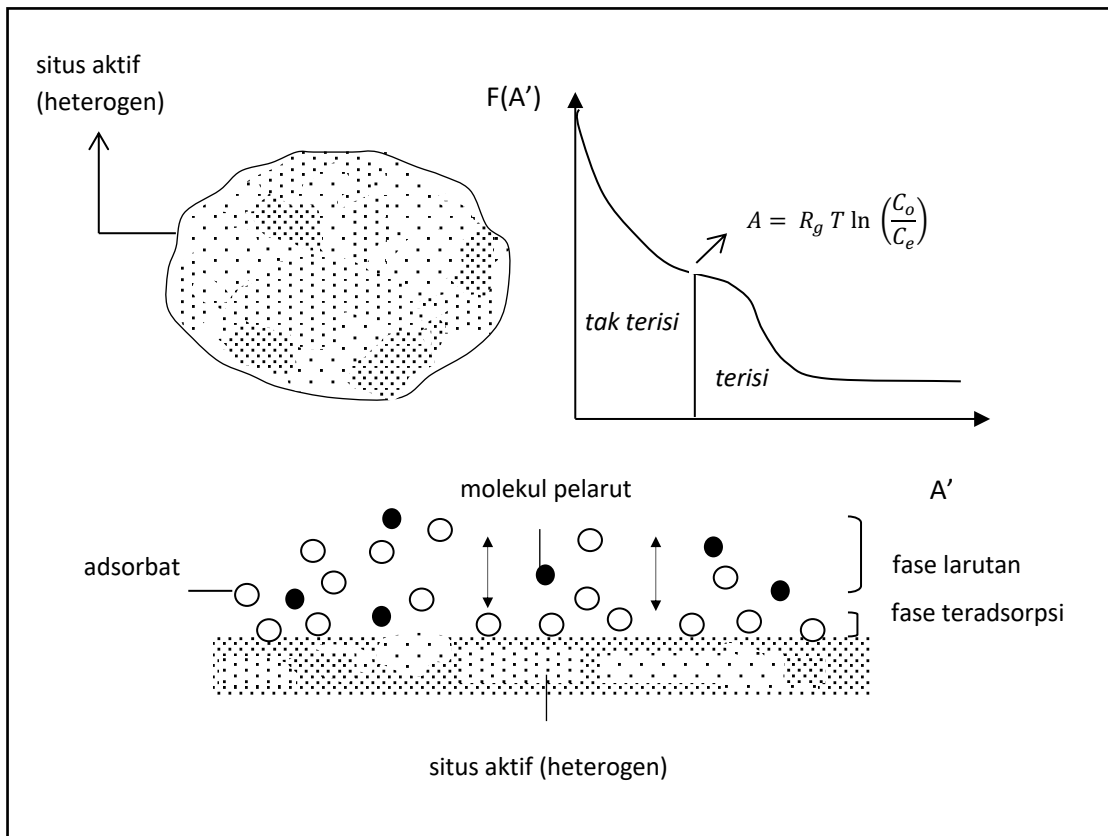 situs aktif
(heterogen)
F(A’)
A = R_g T ln (C_o/C_e)
tak terisi
terisi
A’
molekul pelarut
adsorbat
fase larutan
fase teradsorpsi
situs aktif (heterogen)